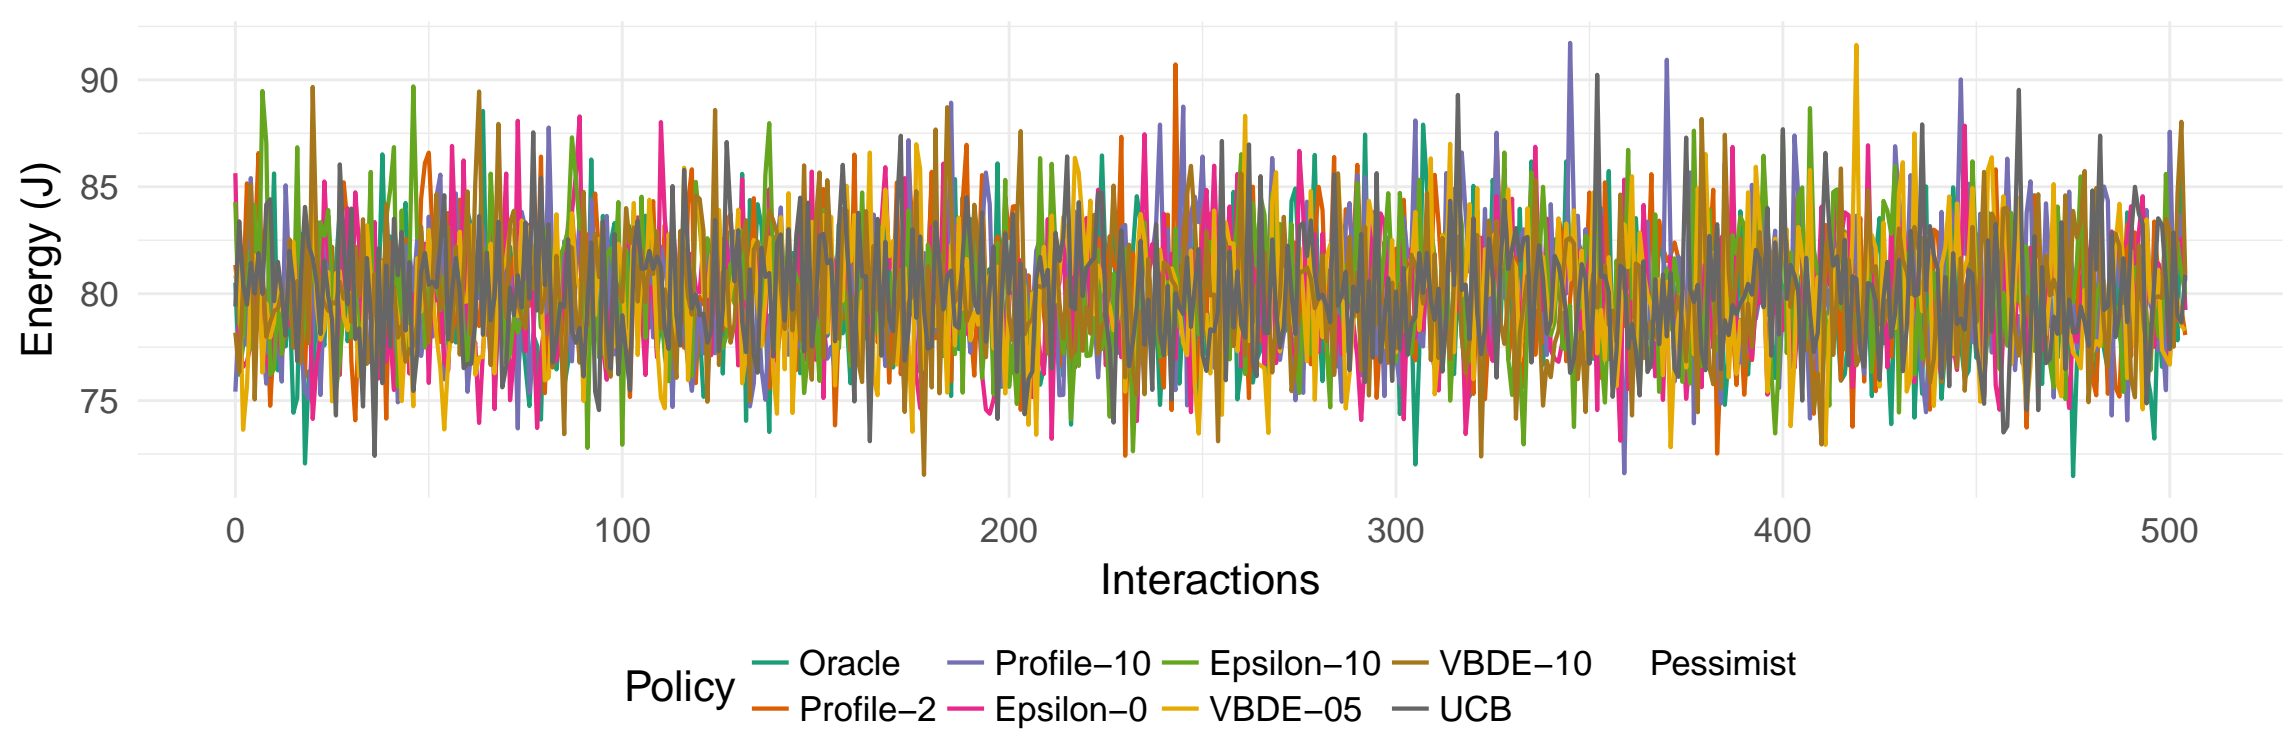 Energy (J)
90
85
80
75
0 100 200 300 400 500
Interactions
Policy
Oracle Profile−10 Epsilon−10 VBDE−10 Pessimist
Profile−2 Epsilon−0 VBDE−05 UCB